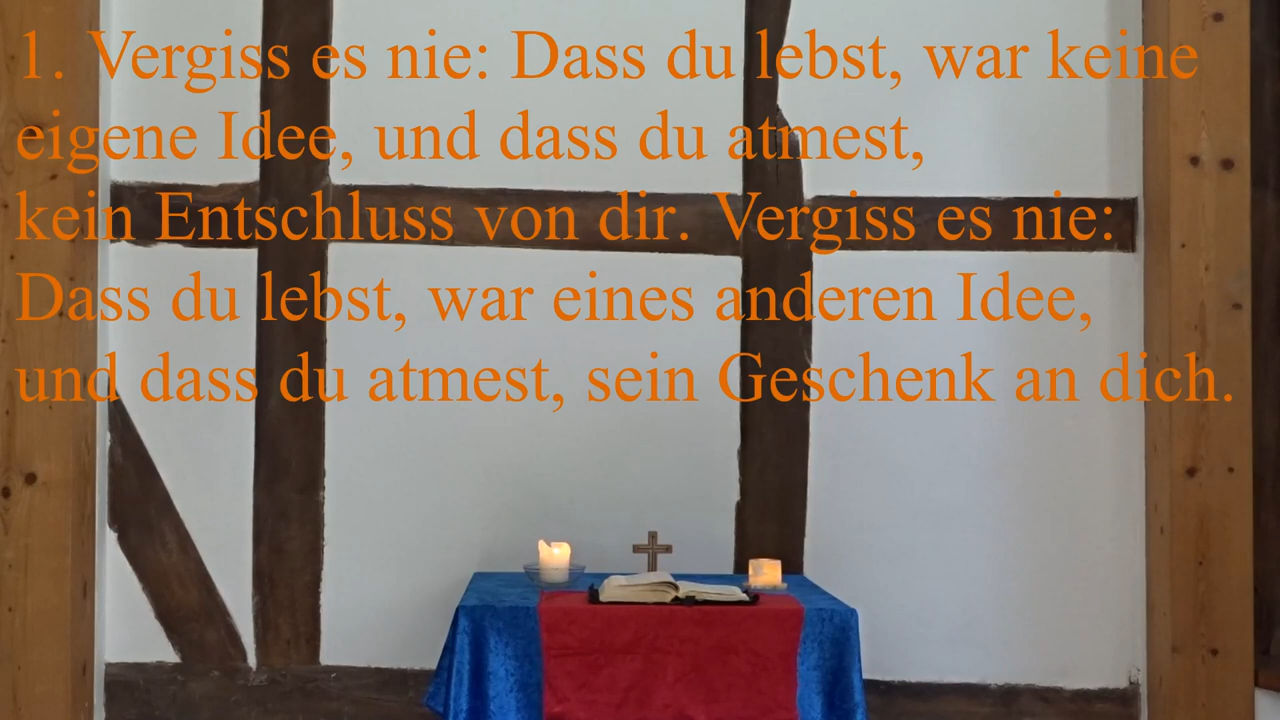 1. Vergiss es nie: Dass du lebst, war keine
eigene Idee, und dass du atmest,
kein Entschluss von dir. Vergiss es nie:
Dass du lebst, war eines anderen Idee,
und dass du atmest, sein Geschenk an dich.